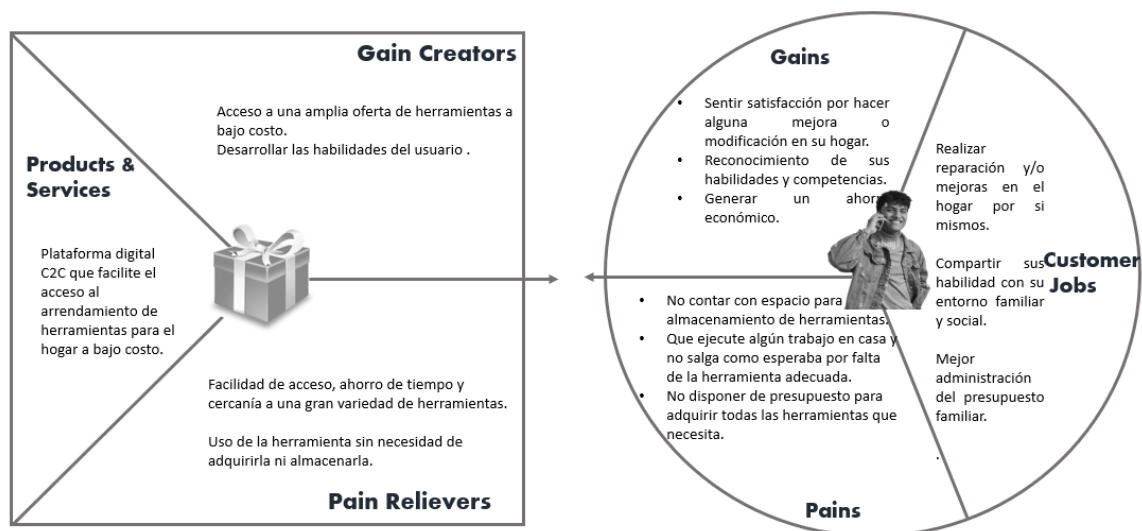 Gain Creators
Acceso a una amplia oferta de herramientas a
bajo costo.
Desarrollar las habilidades del usuario .
Products &
Services
Plataforma digital
C2C que facilite el
acceso al
arrendamiento de
herramientas para el
hogar a bajo costo.
Facilidad de acceso, ahorro de tiempo y
cercanía a una gran variedad de herramientas.
Uso de la herramienta sin necesidad de
adquirirla ni almacenarla.
Pain Relievers
Gains
• Sentir satisfacción por hacer
alguna mejora o
modificación en su hogar.
• Reconocimiento de sus
habilidades y competencias.
• Generar un ahorro
económico.
Realizar
reparación y/o
mejoras en el
hogar por si
mismos.
Compartir sus
habilidad con su
entorno familiar
y social.
Mejor
administración
del presupuesto
familiar.
.
Customer
Jobs
• No contar con espacio para
almacenamiento de herramientas.
• Que ejecute algún trabajo en casa y
no salga como esperaba por falta
de la herramienta adecuada.
• No disponer de presupuesto para
adquirir todas las herramientas que
necesita.
Pains